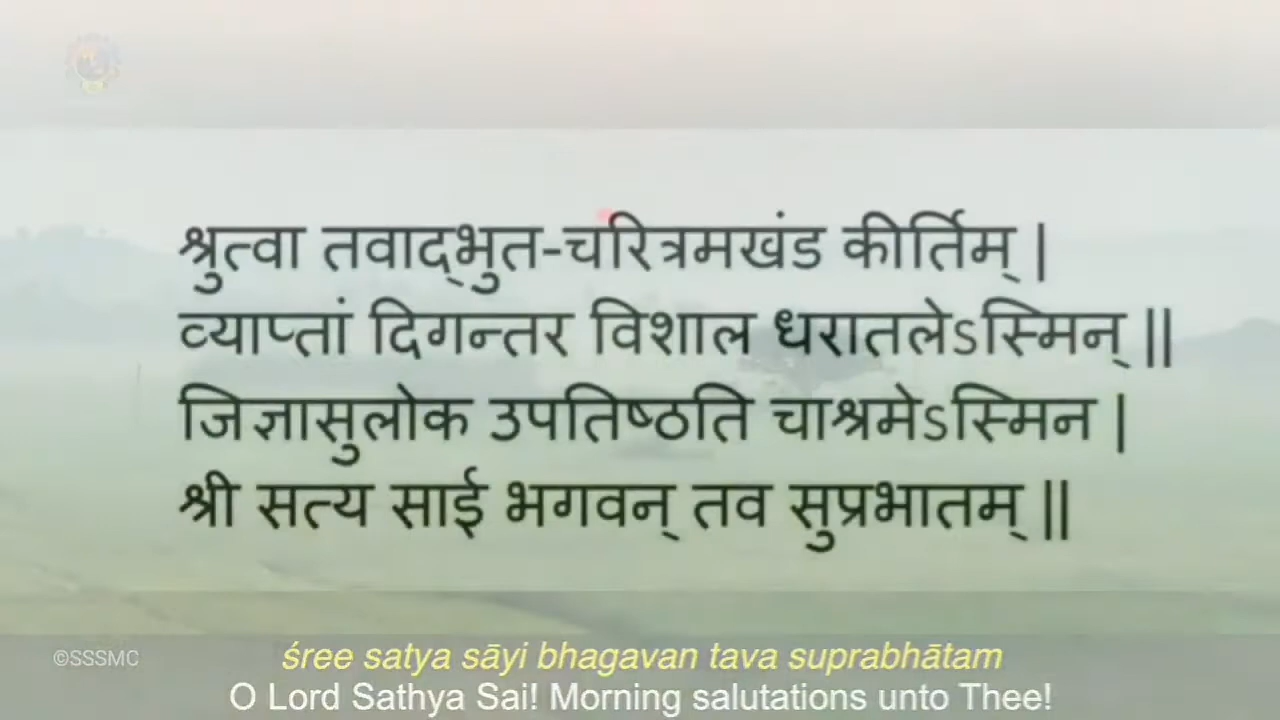 श्रुत्वा तवाद्‌भुत-चरित्रमखंड कीर्तिम् |
व्याप्तां दिगन्तर विशाल धरातलेऽस्मिन् ||
जिज्ञासुलोक उपतिष्ठति चाश्रमेऽस्मिन |
श्री सत्य साई भगवन् तव सुप्रभातम् ||
©SSSMC
śree satya sāyi bhagavan tava suprabhātam
O Lord Sathya Sai! Morning salutations unto Thee!